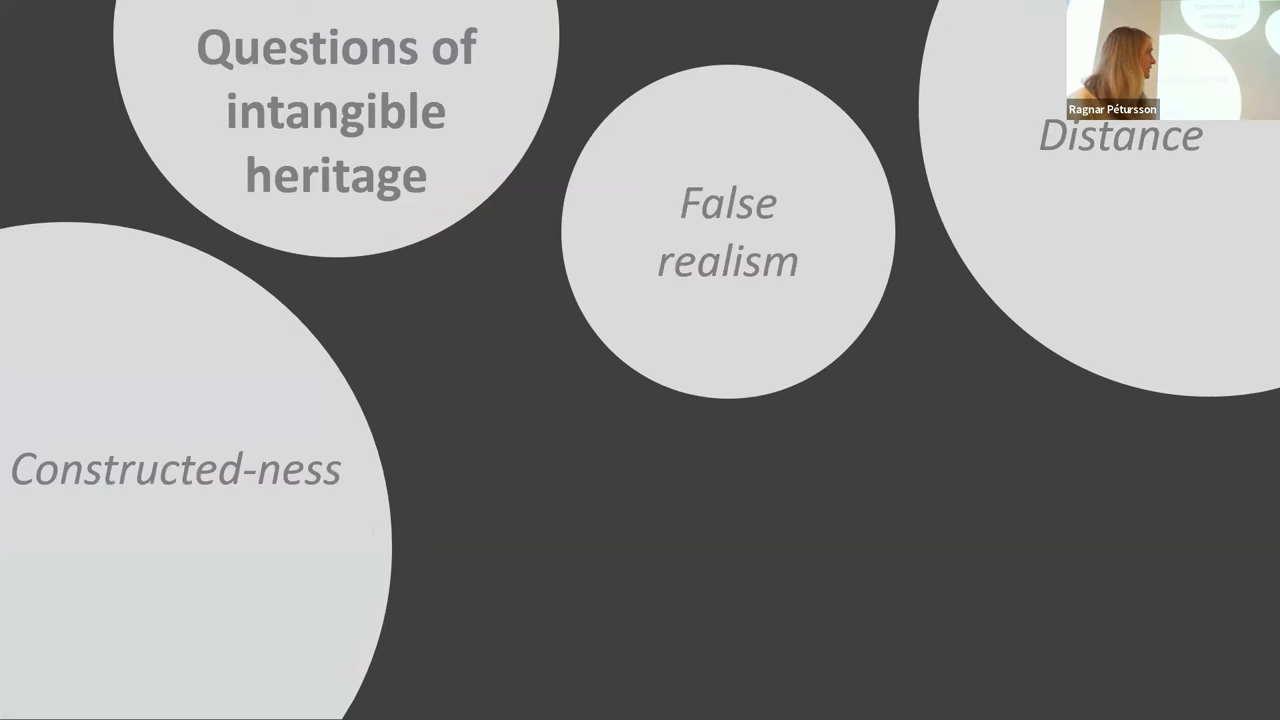 Questions of
intangible
heritage
False
realism
Distance
Ragnar Pétursson
Constructed-ness